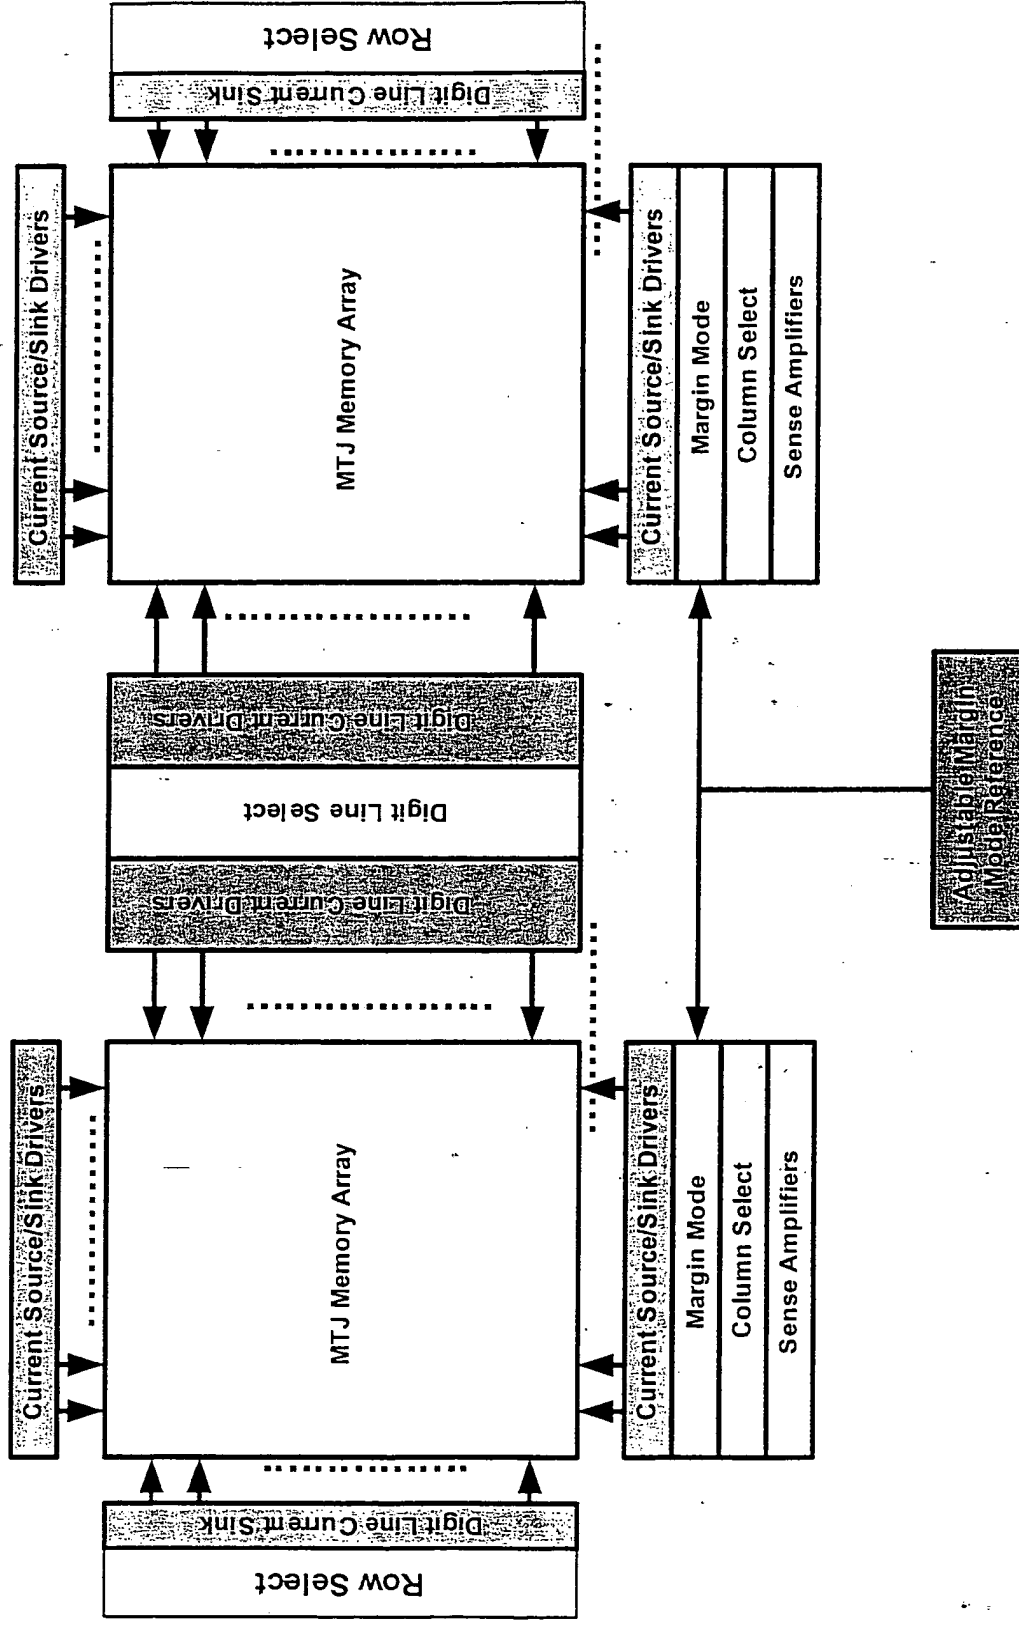 Row Select
Digit Line Current Sink
Current Source/Sink Drivers
MTJ Memory Array
Current Source/Sink Drivers
Margin Mode
Column Select
Sense Amplifiers
Digit Line Current Drivers
Digit Line Select
Digit Line Current Drivers
Adjustable Margin
Mode Reference
Current Source/Sink Drivers
MTJ Memory Array
Current Source/Sink Drivers
Margin Mode
Column Select
Sense Amplifiers
Digit Line Current Sink
Row Select